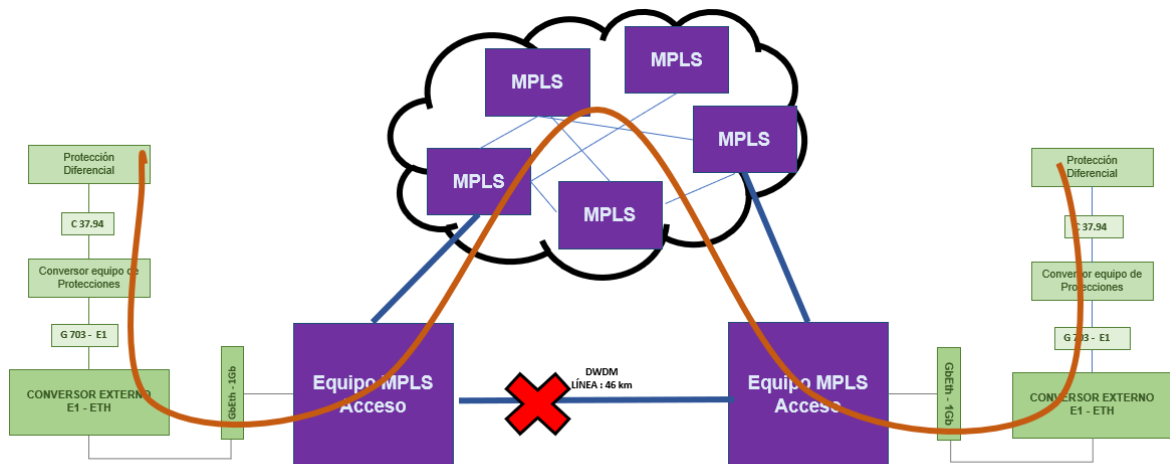 MPLS
MPLS
MPLS
MPLS
MPLS
Protección
Diferencial
C 37.94
Conversor equipo de
Protecciones
G 703 - E1
CONVERSOR EXTERNO
E1 - ETH
GbEth - 1Gb
Equipo MPLS
Acceso
DWDM
LÍNEA : 46 km
Equipo MPLS
Acceso
GbEth - 1Gb
Protección
Diferencial
C 37.94
Conversor equipo de
Protecciones
G 703 - E1
CONVERSOR EXTERNO
E1 - ETH